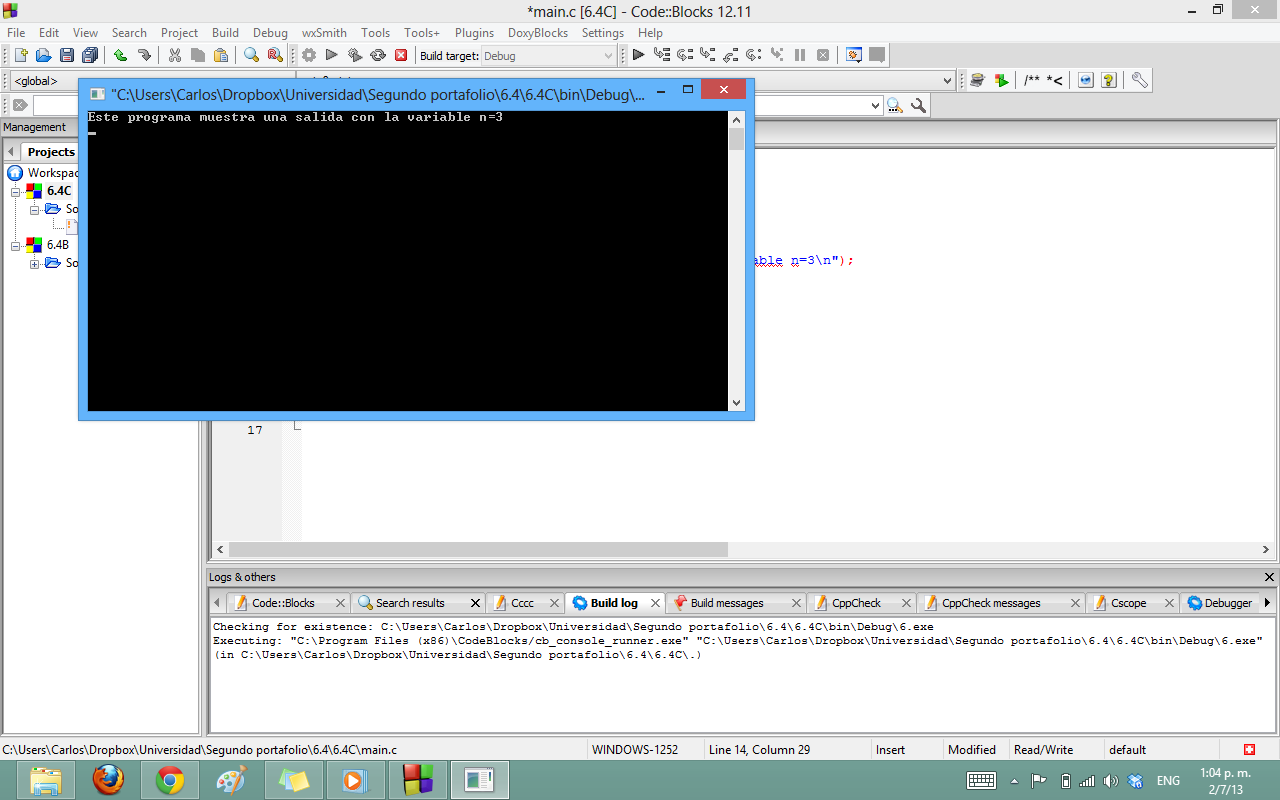 *main.c [6.4C] - Code::Blocks 12.11
File Edit View Search Project Build Debug wxSmith Tools Tools+ Plugins DoxyBlocks Settings Help
Build target: Debug
<global>
/** *<
"C:\Users\Carlos\Dropbox\Universidad\Segundo portafolio\6.4\6.4C\bin\Debug\...
Este programa muestra una salida con la variable n=3
Management
Projects
Workspac
6.4C
So
6.4B
So
able n=3\n");
17
Logs & others
Code::Blocks Search results Cccc Build log Build messages CppCheck CppCheck messages Cscope Debugger
Checking for existence: C:\Users\Carlos\Dropbox\Universidad\Segundo portafolio\6.4\6.4C\bin\Debug\6.exe
Executing: "C:\Program Files (x86)\CodeBlocks/cb_console_runner.exe" "C:\Users\Carlos\Dropbox\Universidad\Segundo portafolio\6.4\6.4C\bin\Debug\6.exe"
(in C:\Users\Carlos\Dropbox\Universidad\Segundo portafolio\6.4\6.4C\.)
C:\Users\Carlos\Dropbox\Universidad\Segundo portafolio\6.4\6.4C\main.c WINDOWS-1252 Line 14, Column 29 Insert Modified Read/Write default
ENG
1:04 p. m.
2/7/13